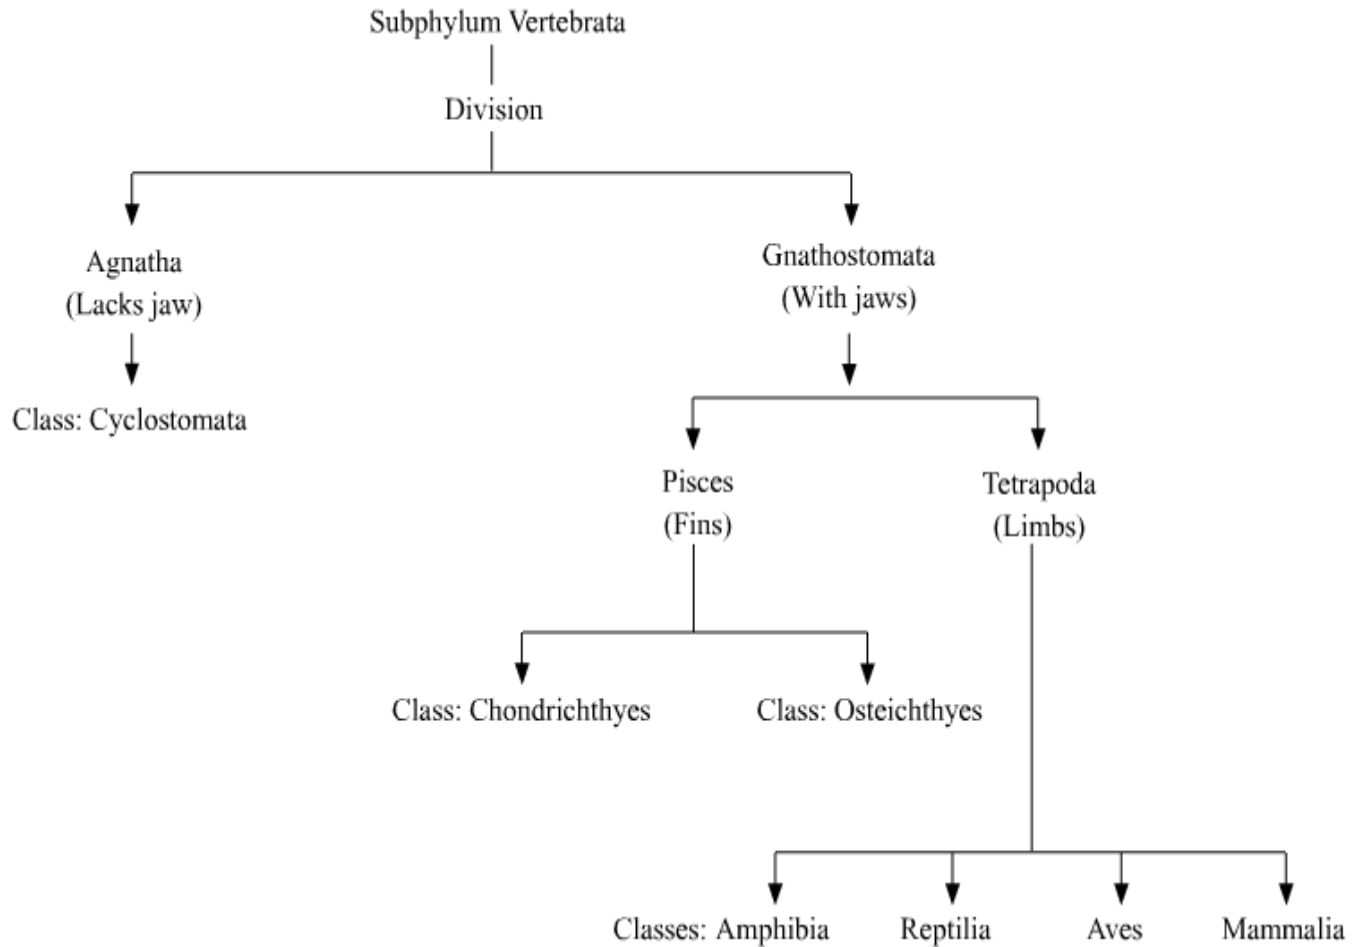 Subphylum Vertebrata
Division
Agnatha
(Lacks jaw)
Gnathostomata
(With jaws)
Class: Cyclostomata
Pisces
(Fins)
Tetrapoda
(Limbs)
Class: Chondrichthyes
Class: Osteichthyes
Classes: Amphibia
Reptilia
Aves
Mammalia